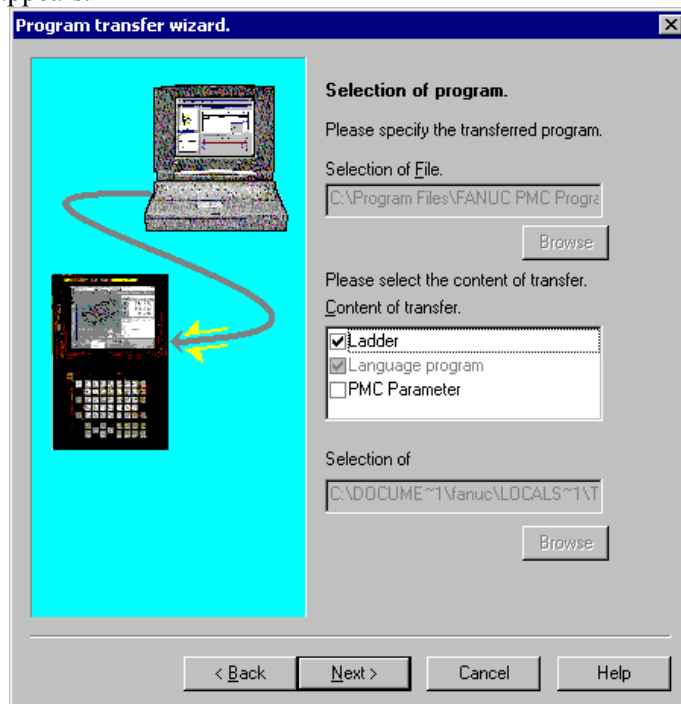 appears.
Program transfer wizard.
Selection of program.
Please specify the transferred program.
Selection of File.
C:\Program Files\FANUC PMC Progra
Browse
Please select the content of transfer.
Content of transfer.
Ladder
Language program
PMC Parameter
Selection of
C:\DOCUME~1\fanuc\LOCALS~1\T
Browse
< Back
Next >
Cancel
Help